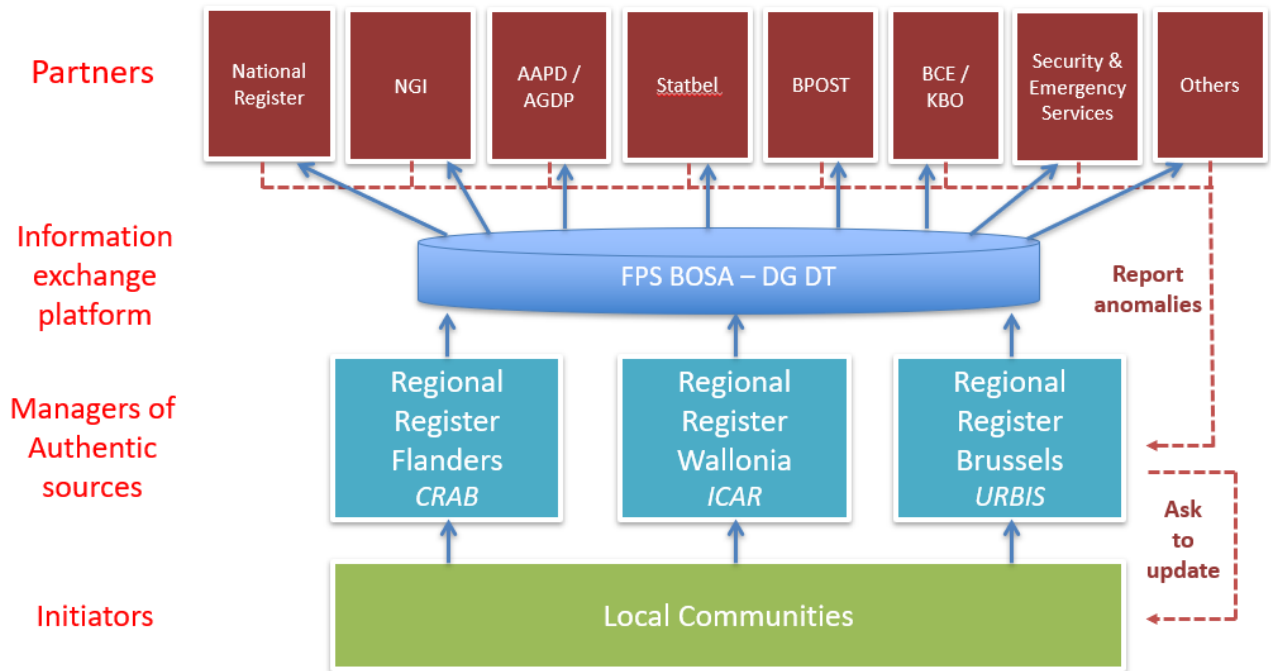 Partners
National
Register
NGI
AAPD /
AGDP
Statbel
BPOST
BCE /
KBO
Security &
Emergency
Services
Others
Information
exchange
platform
FPS BOSA – DG DT
Report
anomalies
Managers of
Authentic
sources
Regional
Register
Flanders
CRAB
Regional
Register
Wallonia
ICAR
Regional
Register
Brussels
URBIS
Ask
to
update
Initiators
Local Communities